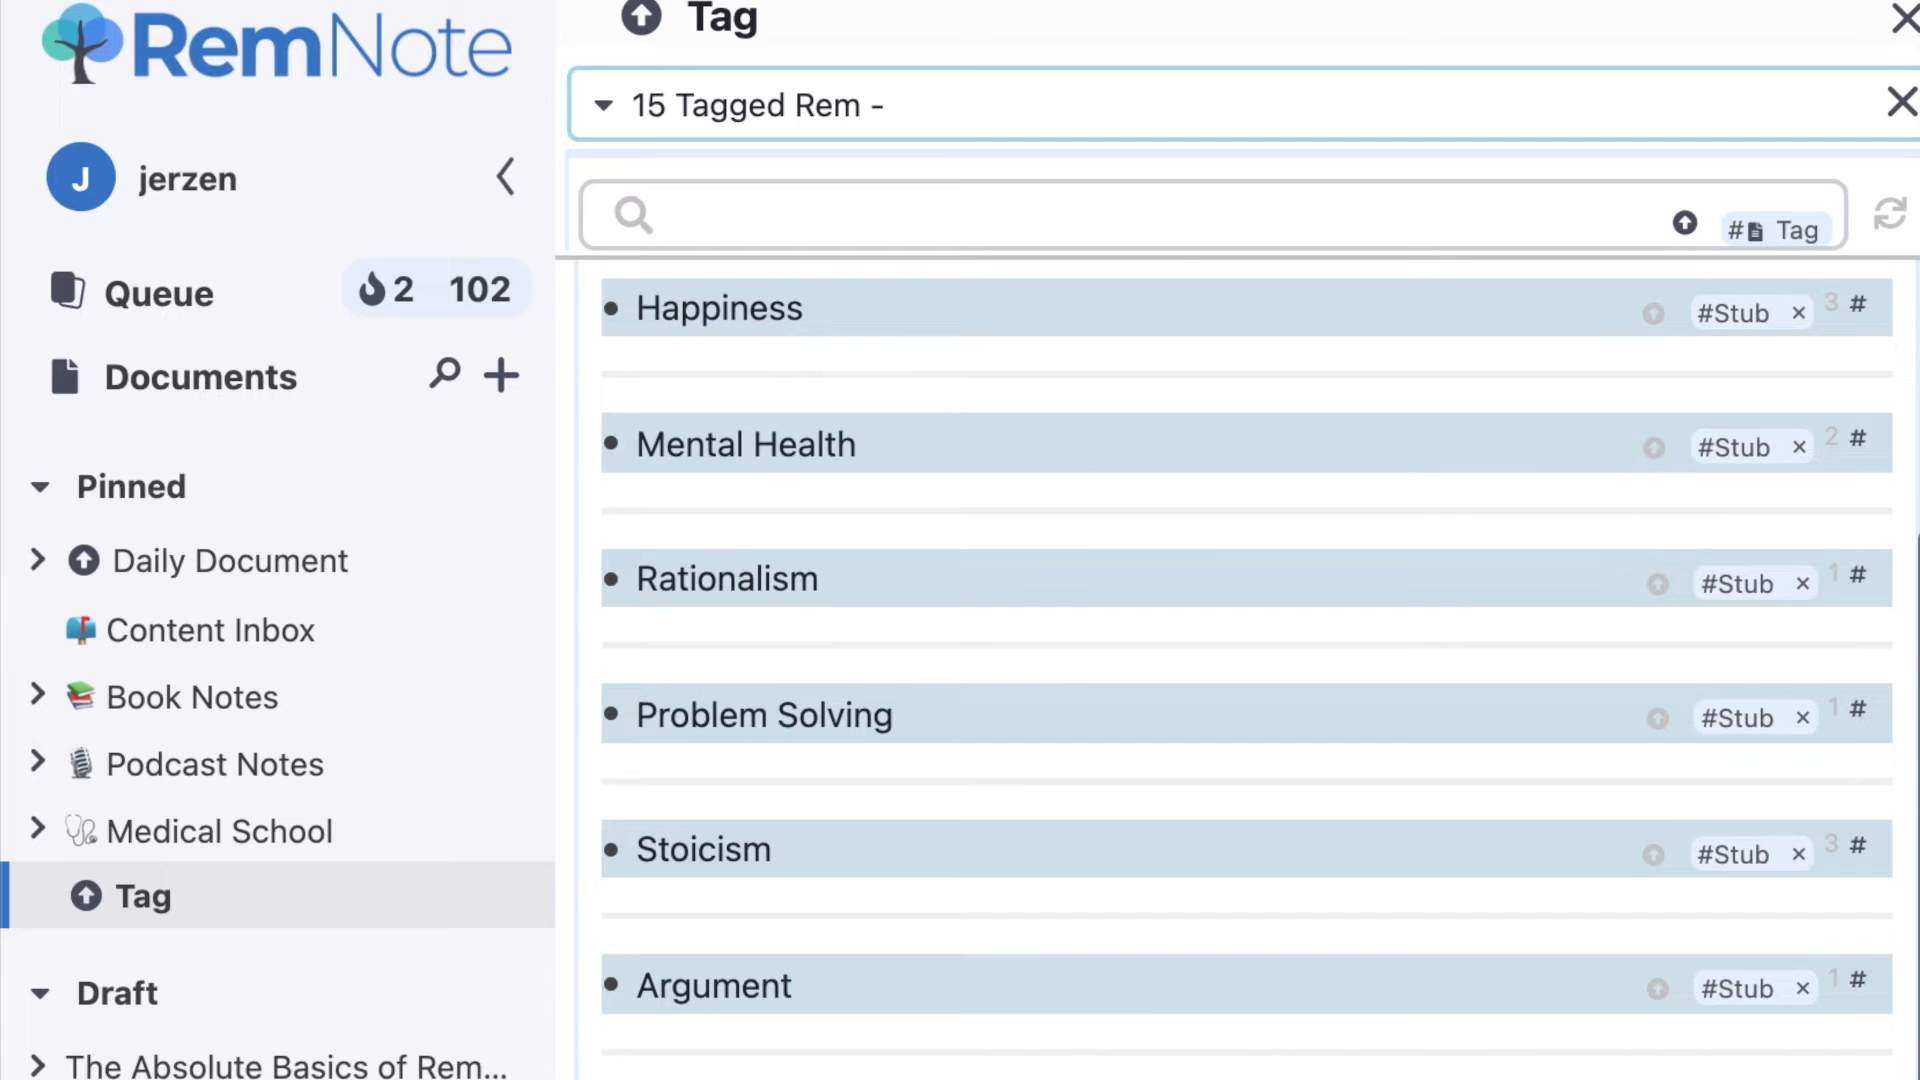 RemNote
J jerzen
Queue 2 102
Documents
Pinned
Daily Document
Content Inbox
Book Notes
Podcast Notes
Medical School
Tag
Draft
The Absolute Basics of Rem...
Tag
15 Tagged Rem -
# Tag
Happiness #Stub × 3 #
Mental Health #Stub × 2 #
Rationalism #Stub × 1 #
Problem Solving #Stub × 1 #
Stoicism #Stub × 3 #
Argument #Stub × 1 #